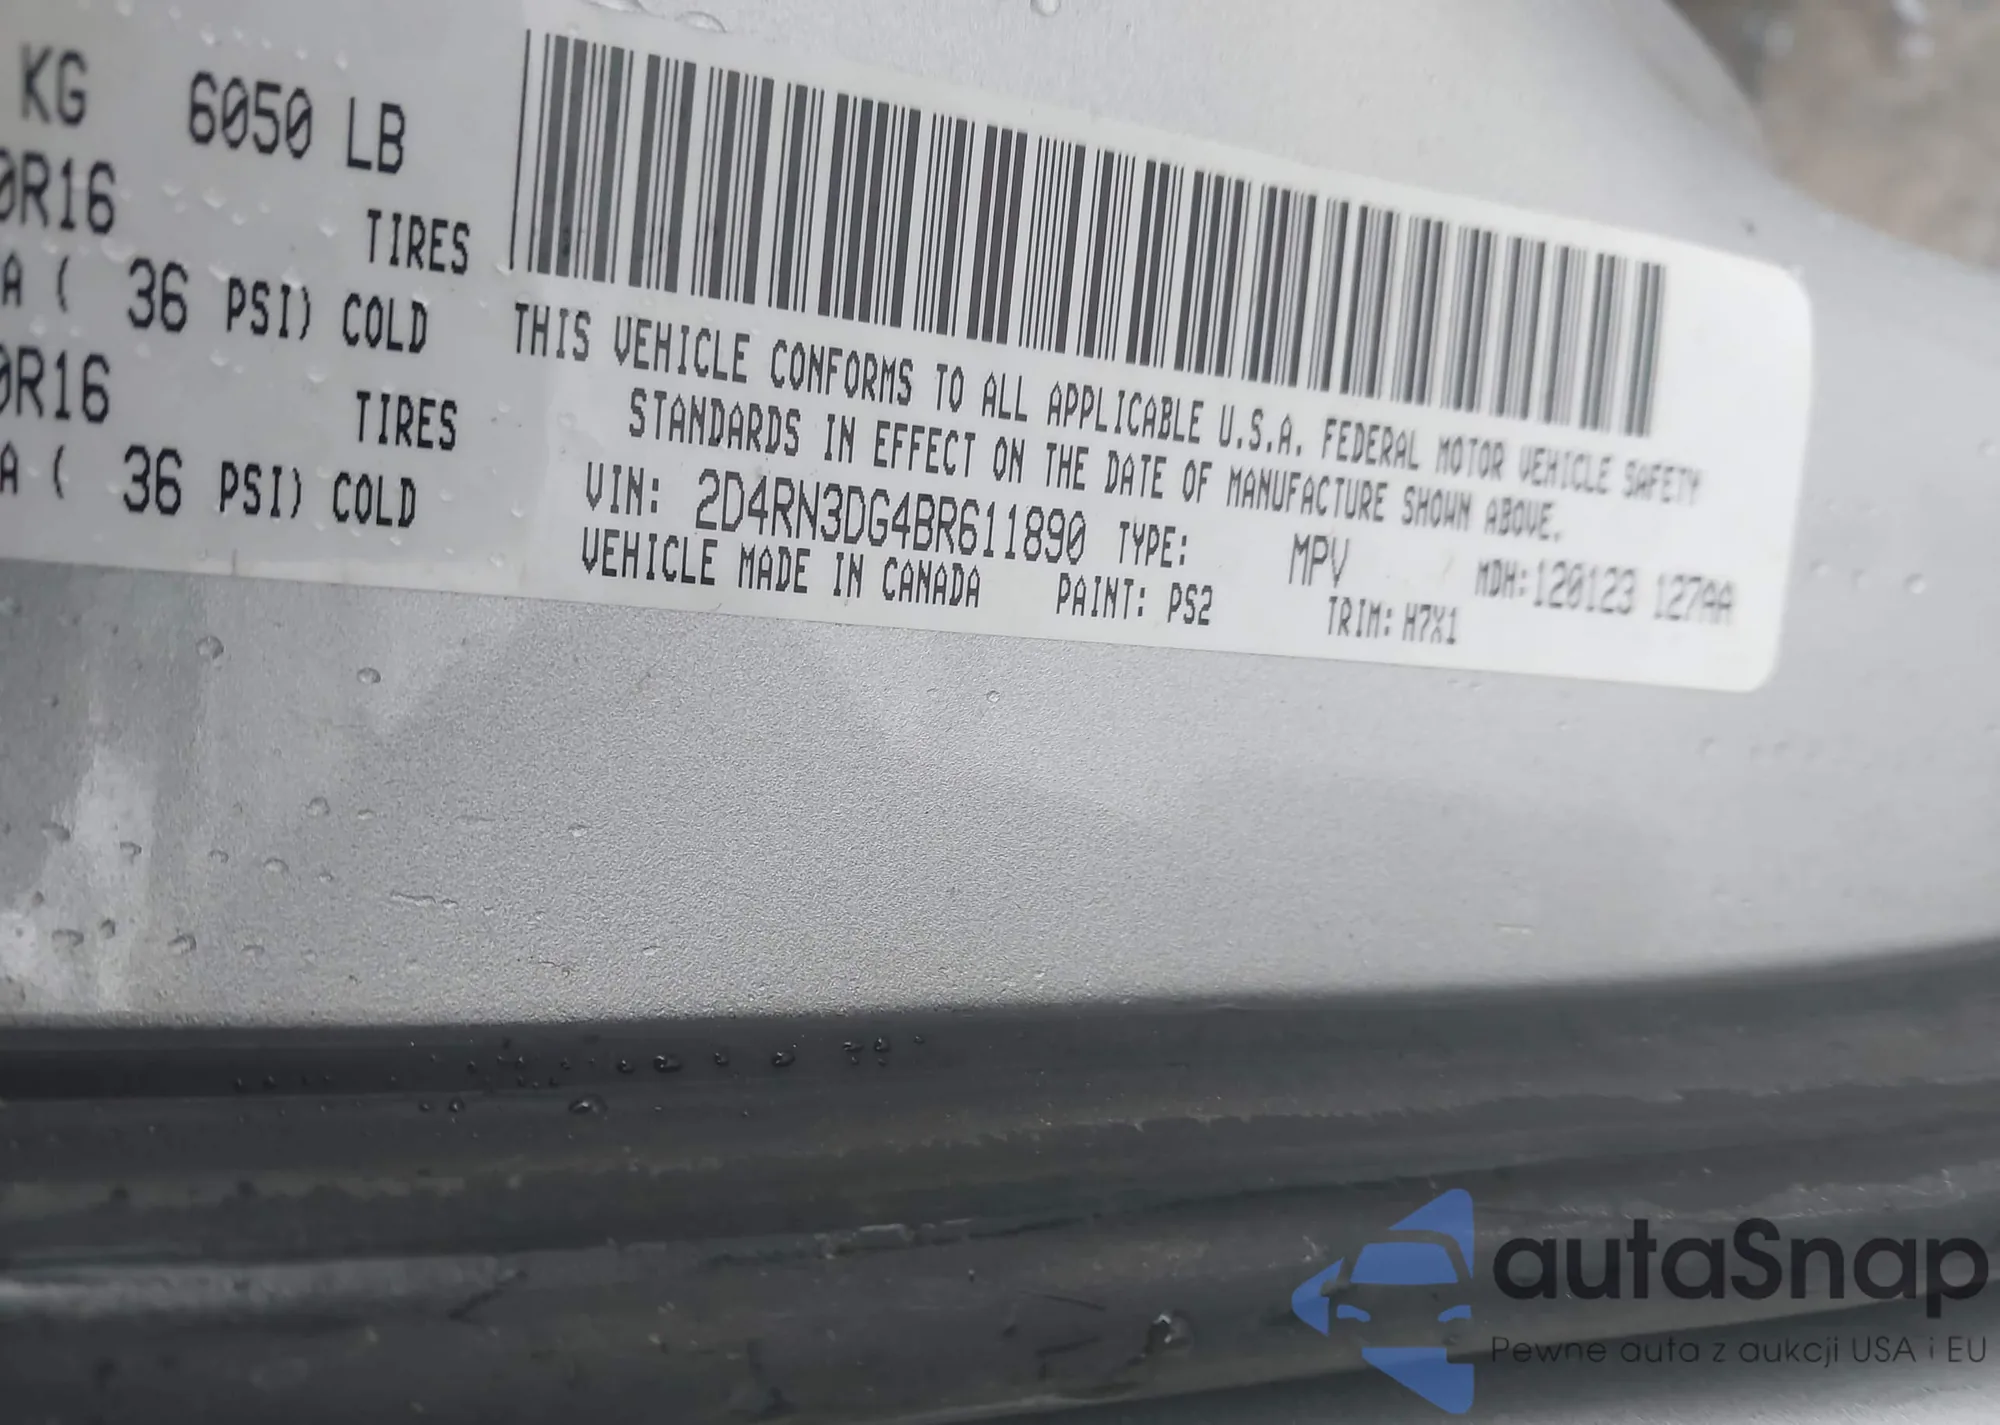 KG 6050 LB
0R16 TIRES
A ( 36 PSI) COLD
0R16 TIRES
A ( 36 PSI) COLD
THIS VEHICLE CONFORMS TO ALL APPLICABLE U.S.A. FEDERAL MOTOR VEHICLE SAFETY
STANDARDS IN EFFECT ON THE DATE OF MANUFACTURE SHOWN ABOVE.
VIN: 2D4RN3DG4BR611890 TYPE: MPV MDH:120123 127AA
VEHICLE MADE IN CANADA PAINT: PS2 TRIM: H7X1
autaSnap
Pewne auta z aukcji USA i EU